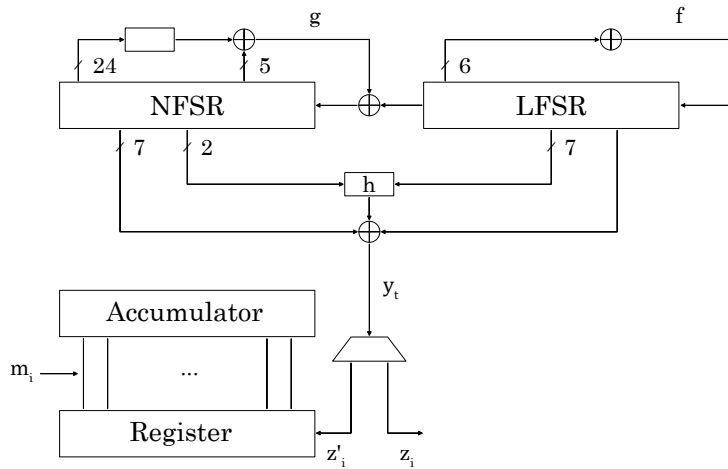 g
f
24
5
6
NFSR
LFSR
7
2
7
h
y_t
Accumulator
m_i
...
Register
z'_i
z_i